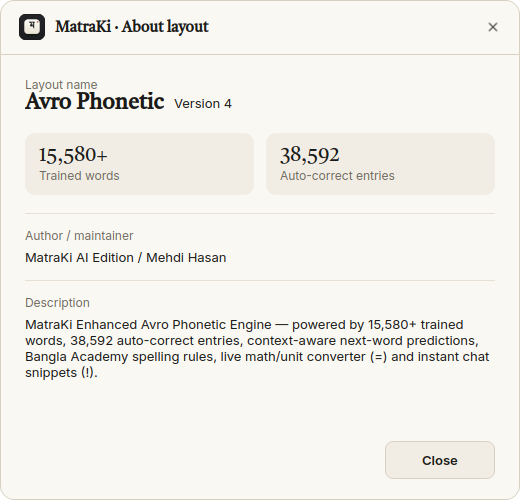 म
MatraKi · About layout
×
Layout name
Avro Phonetic Version 4
15,580+
Trained words
38,592
Auto-correct entries
Author / maintainer
MatraKi AI Edition / Mehdi Hasan
Description
MatraKi Enhanced Avro Phonetic Engine — powered by 15,580+ trained
words, 38,592 auto-correct entries, context-aware next-word predictions,
Bangla Academy spelling rules, live math/unit converter (=) and instant chat
snippets (!).
Close